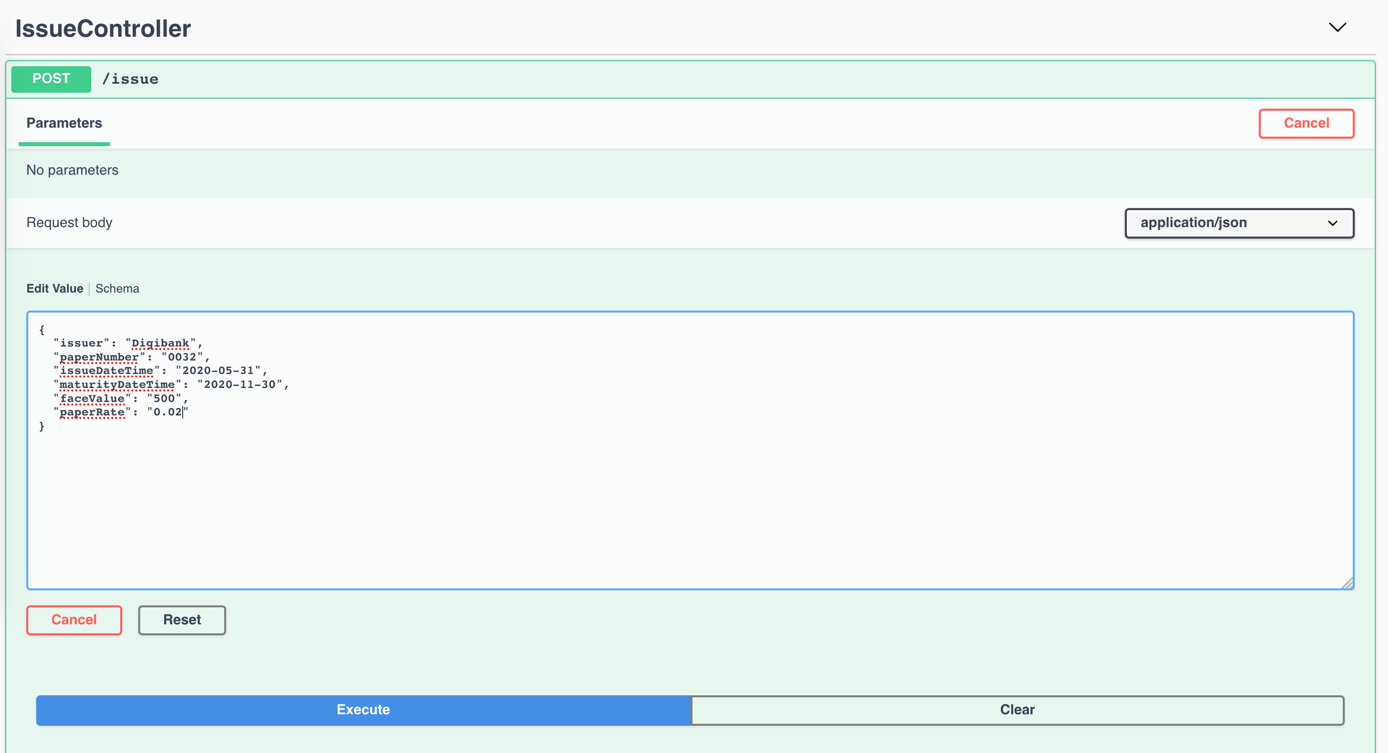 IssueController
POST /issue
Parameters Cancel
No parameters
Request body application/json
Edit Value | Schema
{
"issuer": "Digibank",
"paperNumber": "0032",
"issueDateTime": "2020-05-31",
"maturityDateTime": "2020-11-30",
"faceValue": "500",
"paperRate": "0.02"
}
Cancel Reset
Execute Clear